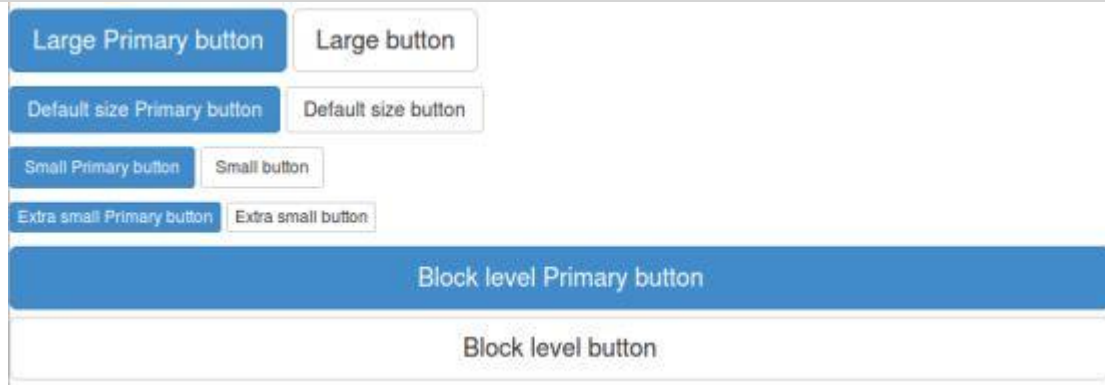 Large Primary button Large button
Default size Primary button Default size button
Small Primary button Small button
Extra small Primary button Extra small button
Block level Primary button
Block level button